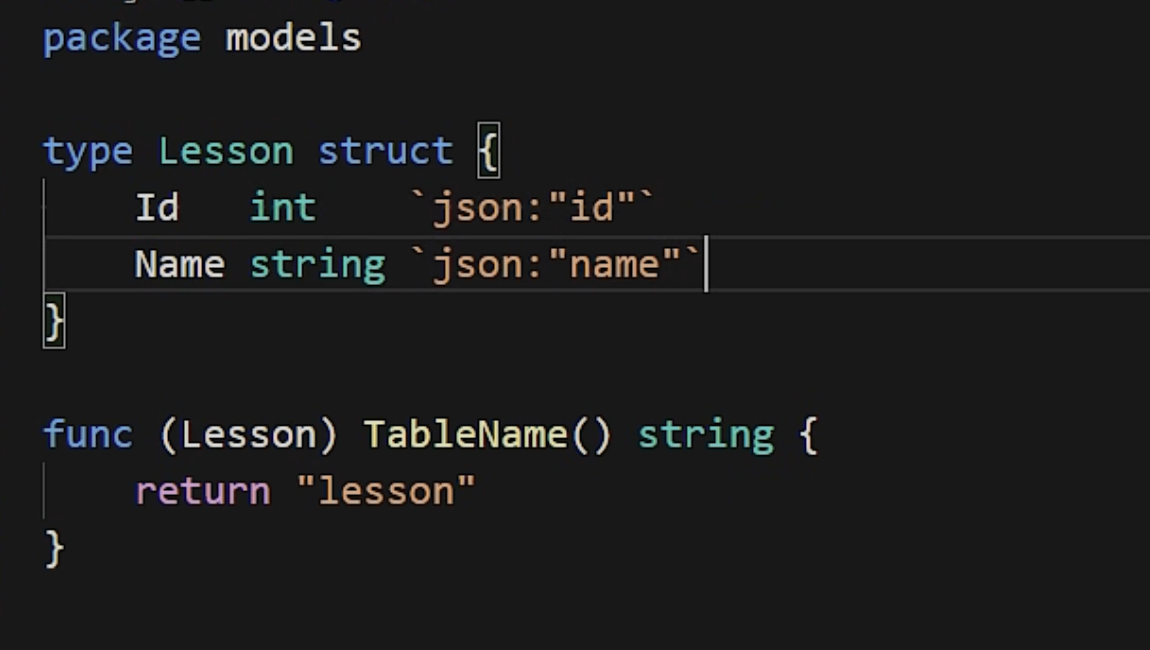 package models
type Lesson struct {
Id int `json:"id"`
Name string `json:"name"`
}
func (Lesson) TableName() string {
return "lesson"
}